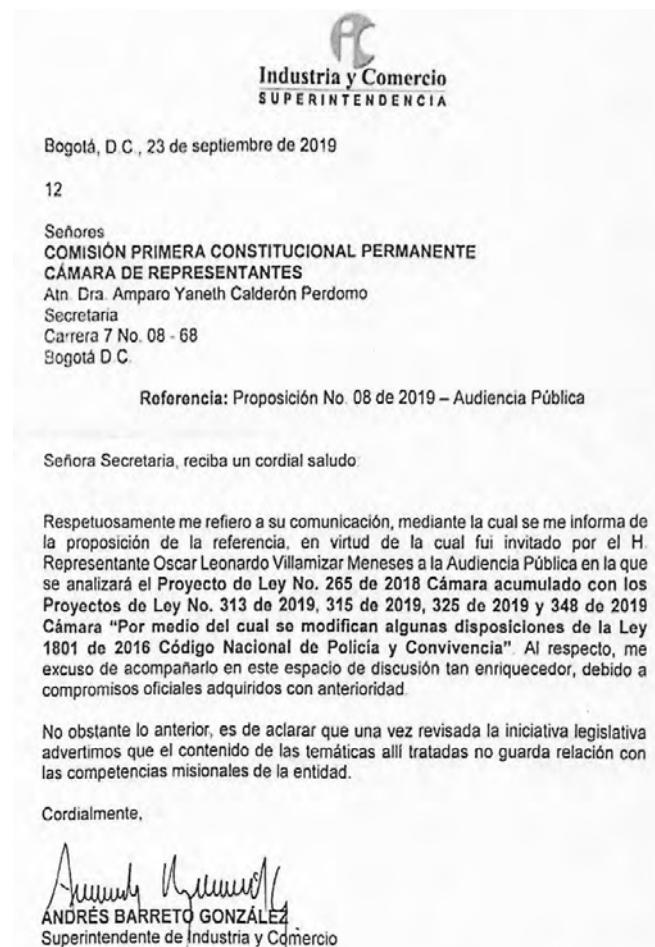 Industria y Comercio
SUPERINTENDENCIA
Bogotá, D.C., 23 de septiembre de 2019
12
Señores
COMISIÓN PRIMERA CONSTITUCIONAL PERMANENTE
CÁMARA DE REPRESENTANTES
Atn. Dra. Amparo Yaneth Calderón Perdomo
Secretaria
Carrera 7 No. 08 - 68
Bogotá D.C.
Referencia: Proposición No. 08 de 2019 – Audiencia Pública
Señora Secretaria, reciba un cordial saludo:
Respetuosamente me refiero a su comunicación, mediante la cual se me informa de
la proposición de la referencia, en virtud de la cual fui invitado por el H.
Representante Oscar Leonardo Villamizar Meneses a la Audiencia Pública en la que
se analizará el Proyecto de Ley No. 265 de 2018 Cámara acumulado con los
Proyectos de Ley No. 313 de 2019, 315 de 2019, 325 de 2019 y 348 de 2019
Cámara “Por medio del cual se modifican algunas disposiciones de la Ley
1801 de 2016 Código Nacional de Policía y Convivencia”. Al respecto, me
excuso de acompañarlo en este espacio de discusión tan enriquecedor, debido a
compromisos oficiales adquiridos con anterioridad.
No obstante lo anterior, es de aclarar que una vez revisada la iniciativa legislativa
advertimos que el contenido de las temáticas allí tratadas no guarda relación con
las competencias misionales de la entidad.
Cordialmente,
ANDRÉS BARRETO GONZÁLEZ
Superintendente de Industria y Comercio